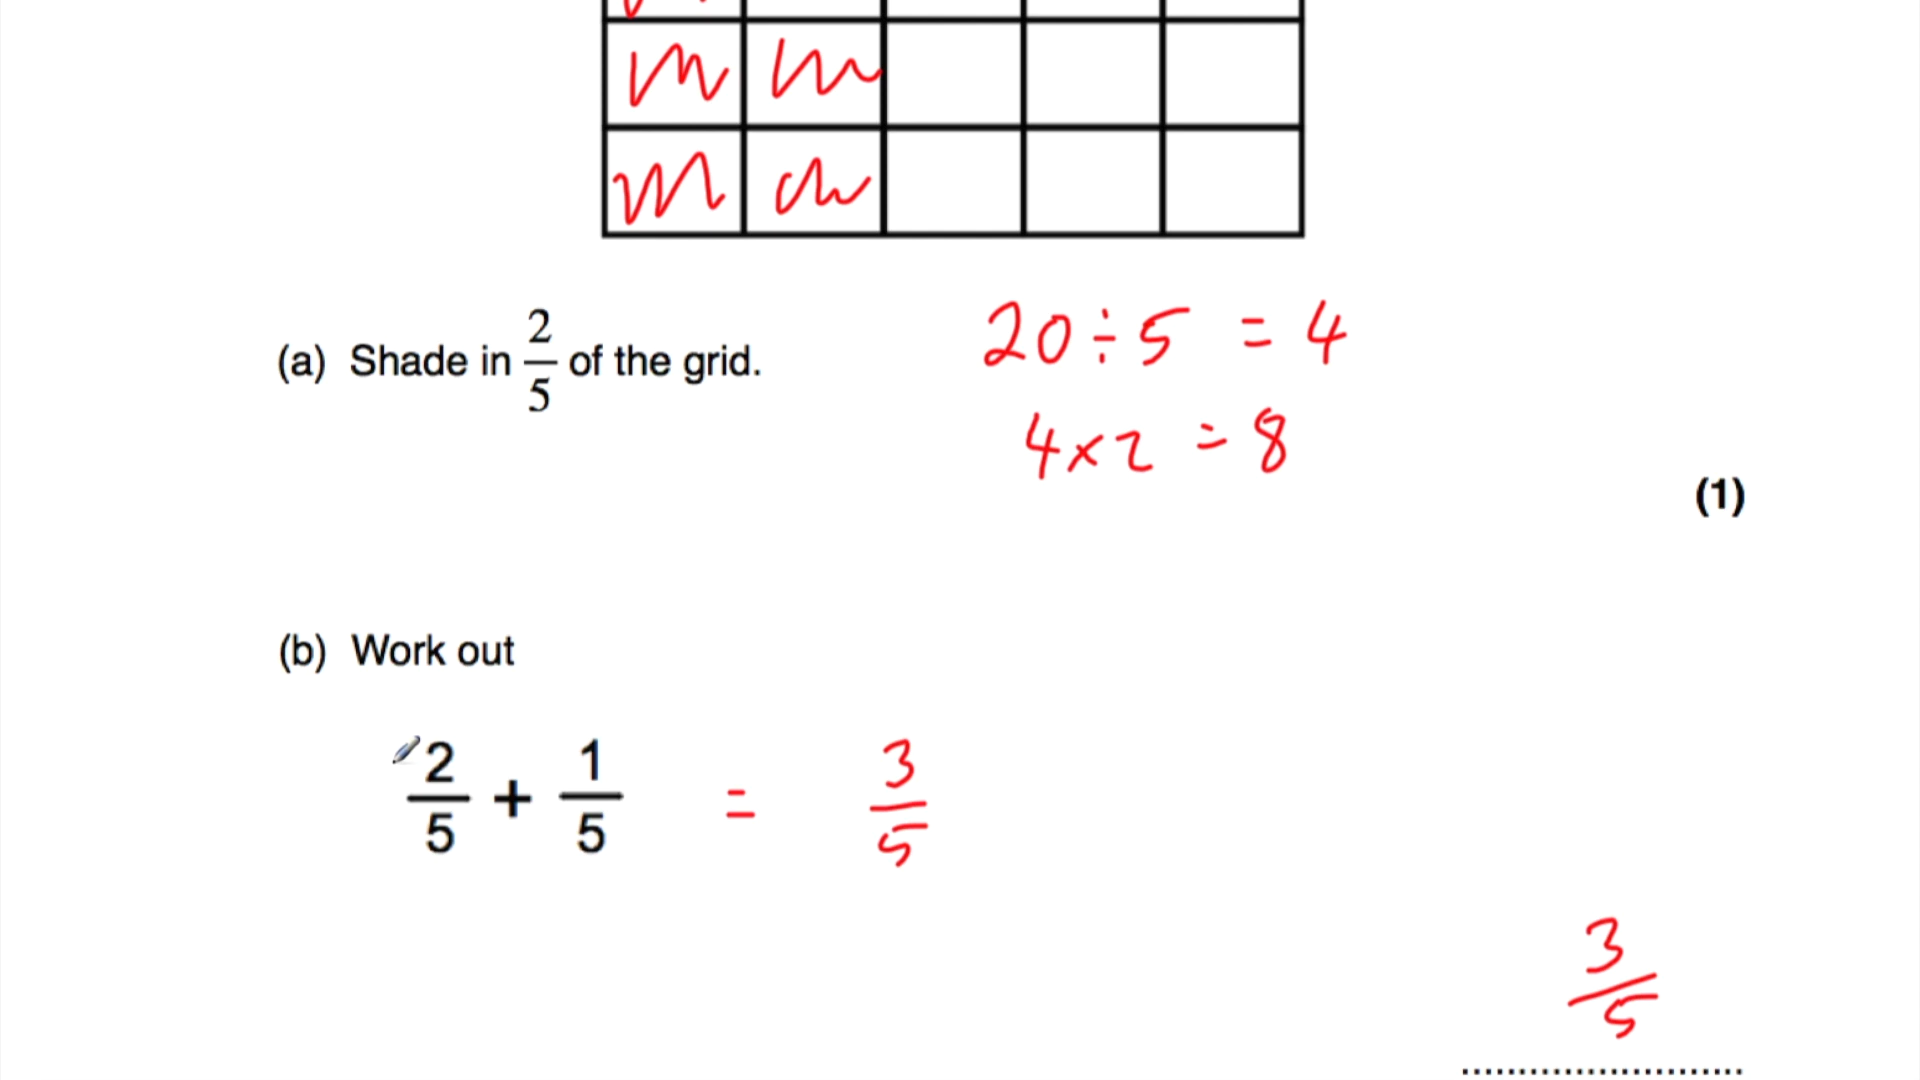 (a) Shade in 2/5 of the grid.
20 ÷ 5 = 4
4 × 2 = 8
(1)
(b) Work out
2/5 + 1/5 = 3/5
3/5